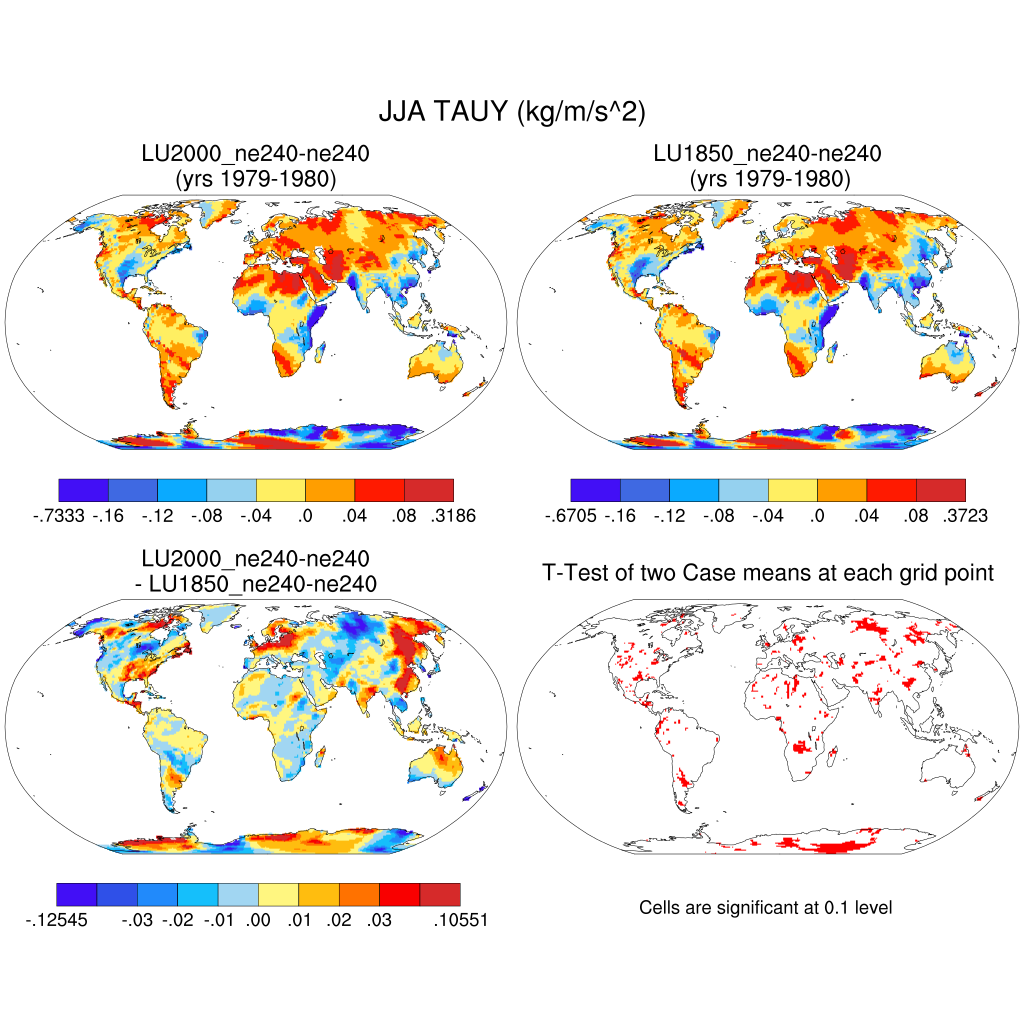 JJA TAUY (kg/m/s^2)
LU2000_ne240-ne240
(yrs 1979-1980)
LU1850_ne240-ne240
(yrs 1979-1980)
-.7333 -.16 -.12 -.08 -.04 .0 .04 .08 .3186
-.6705 -.16 -.12 -.08 -.04 .0 .04 .08 .3723
LU2000_ne240-ne240
- LU1850_ne240-ne240
T-Test of two Case means at each grid point
-.12545 -.03 -.02 -.01 .00 .01 .02 .03 .10551
Cells are significant at 0.1 level